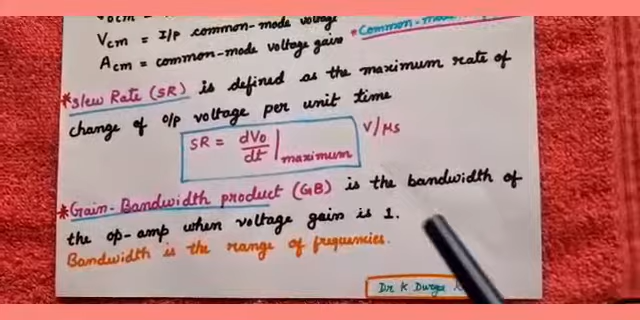 Vcm = I/P common-mode voltage
Acm = common-mode voltage gain *Common-mo
*Slew Rate (SR) is defined as the maximum rate of
change of o/p voltage per unit time
SR = dVo/dt | maximum V/μs
*Gain-Bandwidth product (GB) is the bandwidth of
the op-amp when voltage gain is 1.
Bandwidth is the range of frequencies.
Dr K Durga